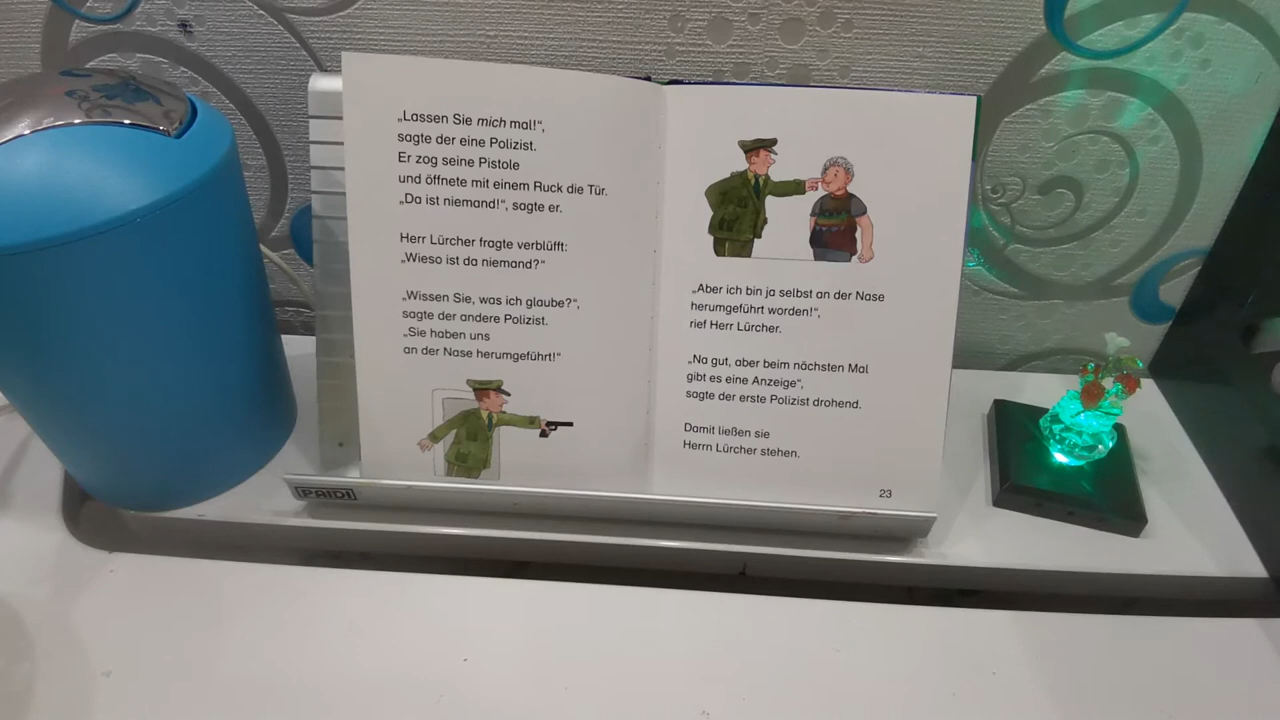 „Lassen Sie mich mal!“,
sagte der eine Polizist.
Er zog seine Pistole
und öffnete mit einem Ruck die Tür.
„Da ist niemand!“, sagte er.
Herr Lürcher fragte verblüfft:
„Wieso ist da niemand?“
„Wissen Sie, was ich glaube?“,
sagte der andere Polizist.
„Sie haben uns
an der Nase herumgeführt!“
„Aber ich bin ja selbst an der Nase
herumgeführt worden!“,
rief Herr Lürcher.
„Na gut, aber beim nächsten Mal
gibt es eine Anzeige“,
sagte der erste Polizist drohend.
Damit ließen sie
Herrn Lürcher stehen.
23
PAIDI